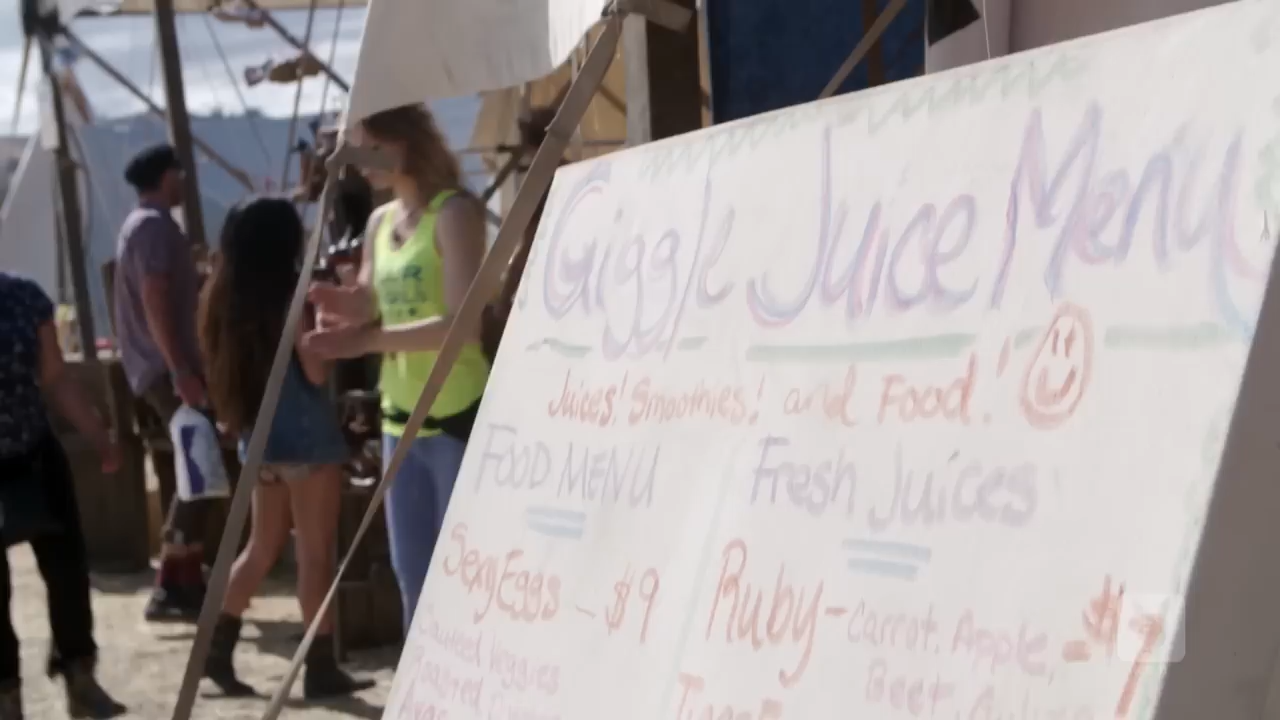 Giggle Juice Menu
Juices! Smoothies! and Food!
FOOD MENU
Sexy Eggs - $9
Veggies
Roasted
Fresh Juices
Ruby - Carrot, Apple, - $7
Beet,